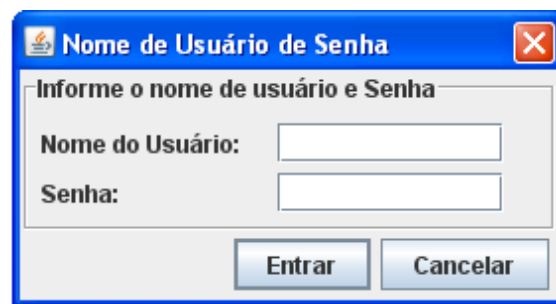 Nome de Usuário de Senha
Informe o nome de usuário e Senha
Nome do Usuário:
Senha:
Entrar Cancelar